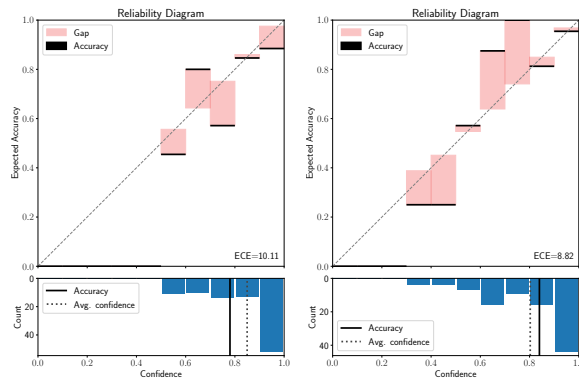 Reliability Diagram
Gap
Accuracy
Expected Accuracy
1.0
0.8
0.6
0.4
0.2
0.0
ECE=10.11
Count
0
20
40
Accuracy
Avg. confidence
0.0
0.2
0.4
0.6
0.8
1.0
Confidence
Reliability Diagram
Gap
Accuracy
Expected Accuracy
1.0
0.8
0.6
0.4
0.2
0.0
ECE=8.82
Count
0
20
40
Accuracy
Avg. confidence
0.0
0.2
0.4
0.6
0.8
1.0
Confidence